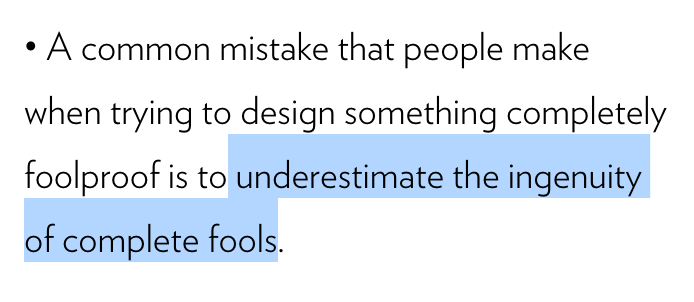 • A common mistake that people make
when trying to design something completely
foolproof is to underestimate the ingenuity
of complete fools.